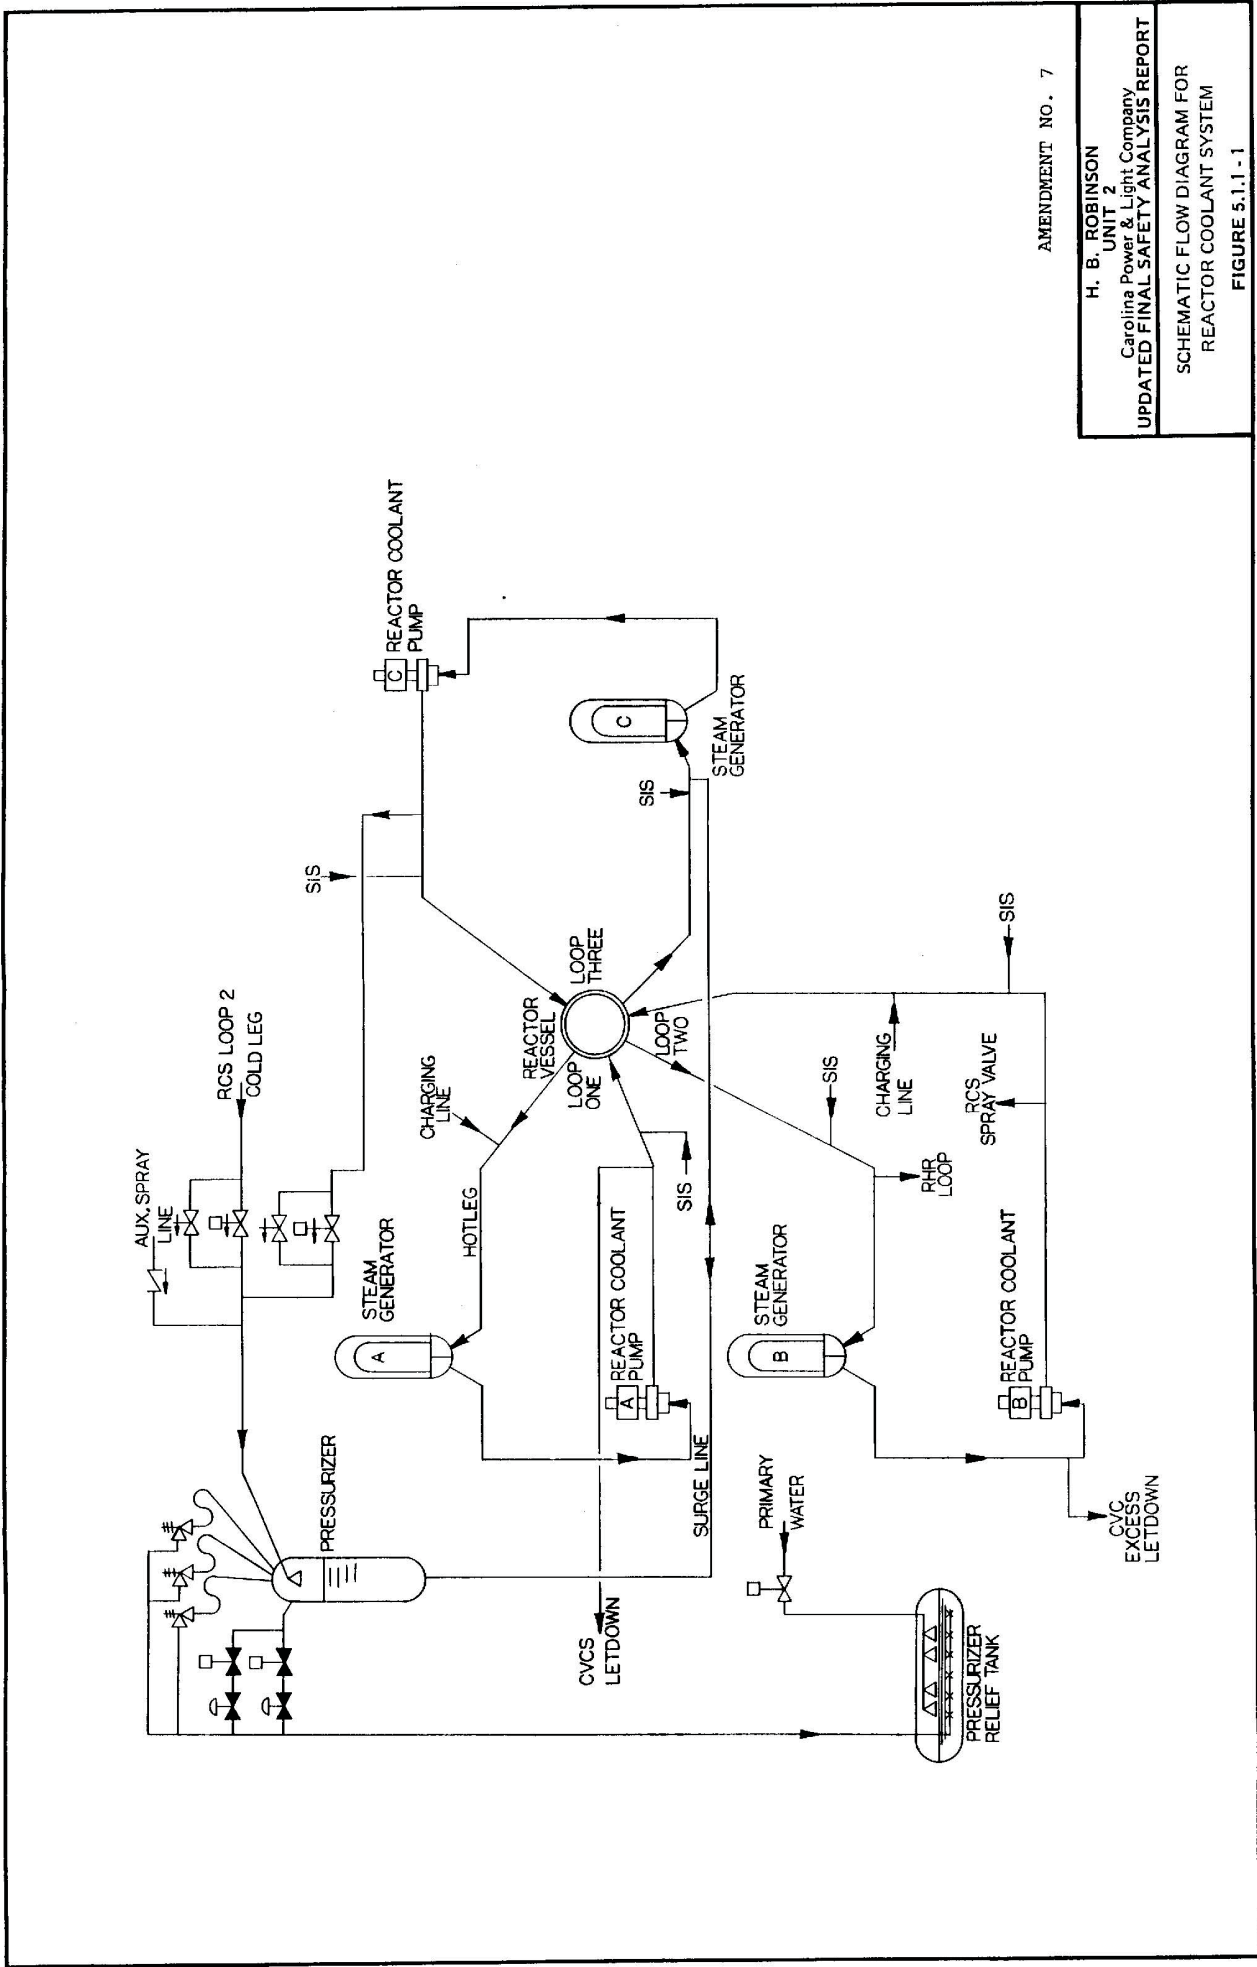 AUX. SPRAY
LINE
RCS LOOP 2
COLD LEG
PRESSURIZER
STEAM
GENERATOR
A
HOTLEG
CHARGING
LINE
SIS
C
REACTOR COOLANT
PUMP
REACTOR
VESSEL
LOOP
ONE
LOOP
THREE
LOOP
TWO
C
STEAM
GENERATOR
SIS
A
REACTOR COOLANT
PUMP
SIS
SURGE LINE
CVCS
LETDOWN
PRIMARY
WATER
STEAM
GENERATOR
B
SIS
RHR
LOOP
CHARGING
LINE
RCS
SPRAY VALVE
SIS
PRESSURIZER
RELIEF TANK
B
REACTOR COOLANT
PUMP
CVC
EXCESS
LETDOWN
AMENDMENT NO. 7
H. B. ROBINSON
UNIT 2
Carolina Power & Light Company
UPDATED FINAL SAFETY ANALYSIS REPORT
SCHEMATIC FLOW DIAGRAM FOR
REACTOR COOLANT SYSTEM
FIGURE 5.1.1 - 1